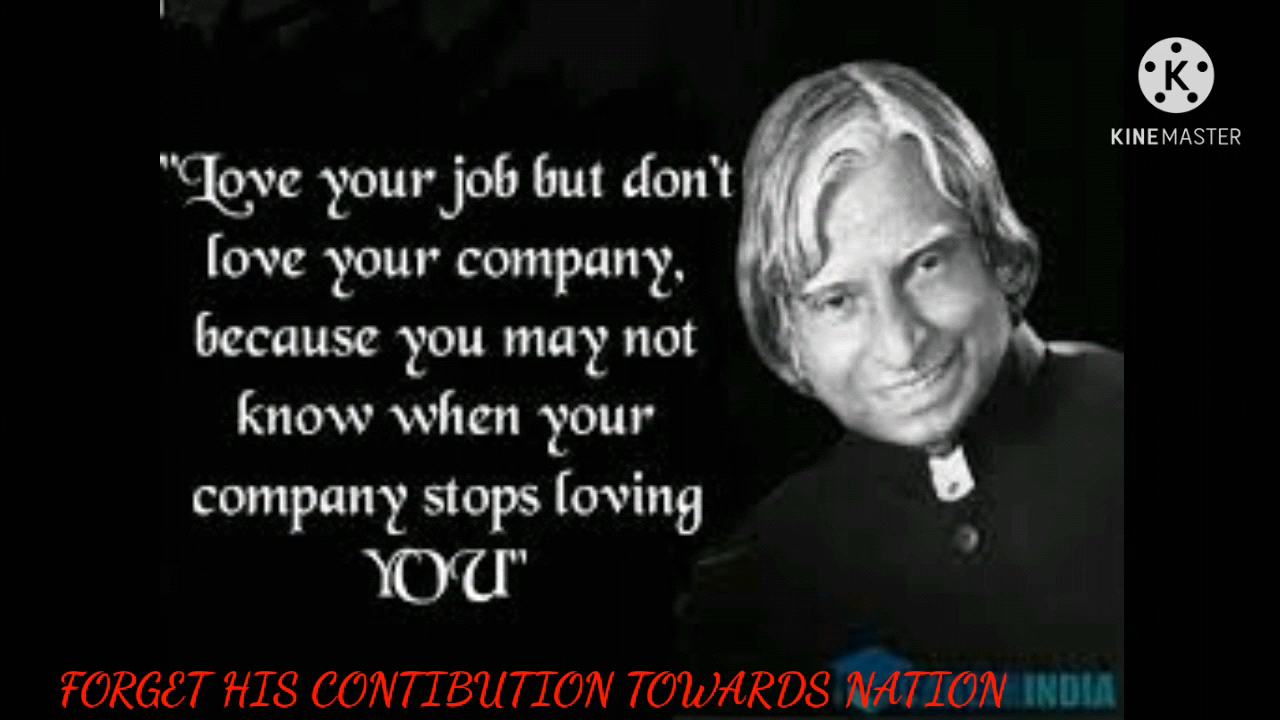 "Love your job but don't
love your company,
because you may not
know when your
company stops loving
YOU"
K
KINEMASTER
FORGET HIS CONTIBUTION TOWARDS NATION
INDIA